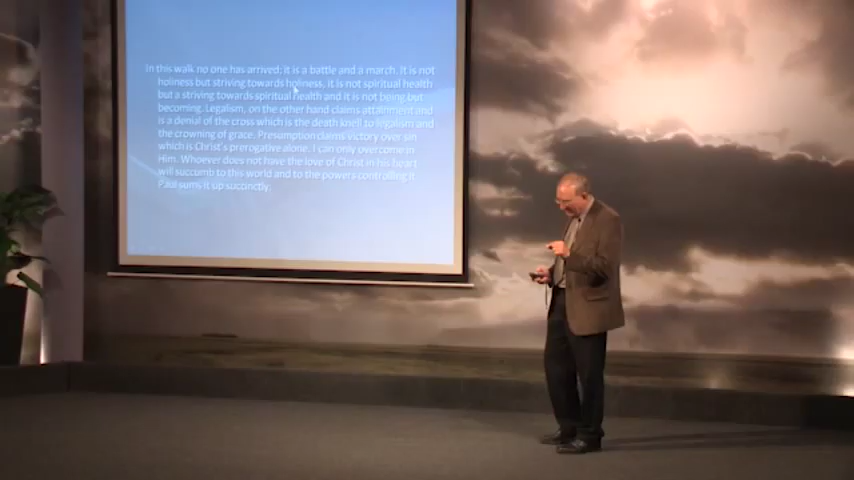 In this walk no one has arrived; it is a battle and a march. It is not
holiness but striving towards holiness, it is not spiritual health
but a striving towards spiritual health and it is not being but
becoming. Legalism, on the other hand claims attainment and
is a denial of the cross which is the death knell to legalism and
the crowning of grace. Presumption claims victory over sin
which is Christ's prerogative alone. I can only overcome in
Him. Whoever does not have the love of Christ in his heart
will succumb to this world and to the powers controlling it.
Paul sums it up succinctly: